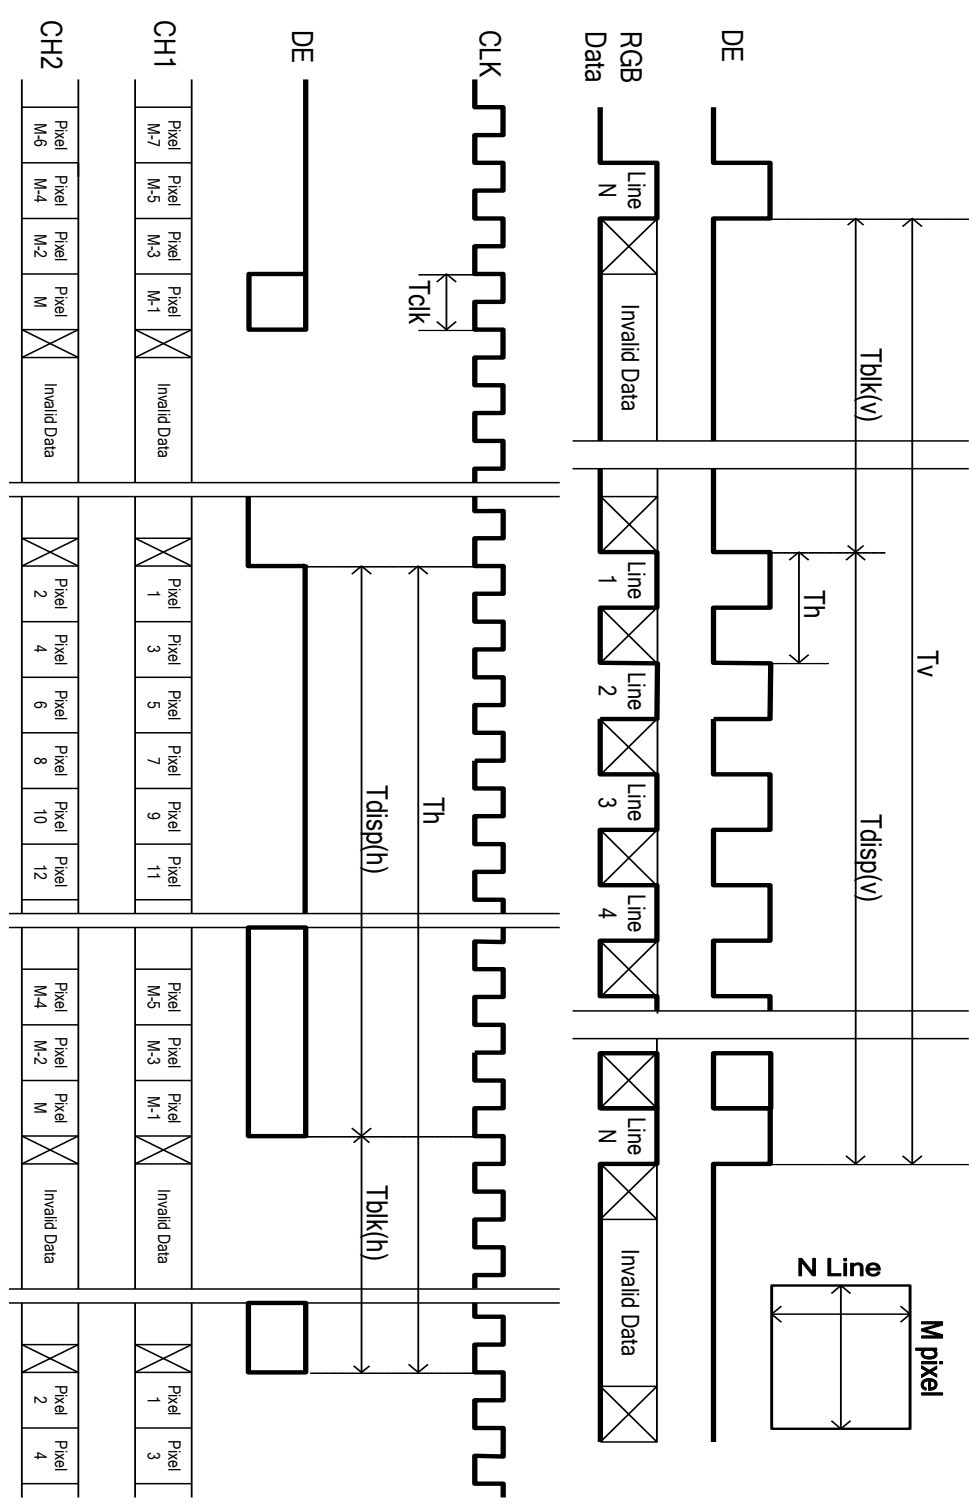 Tv
Tblk(v)
Tdisp(v)
Th
DE
RGB
Data
Line
N
Invalid Data
Line
1
Line
2
Line
3
Line
4
Line
N
Invalid Data
M pixel
N Line
CLK
Tclk
Th
Tdisp(h)
Tblk(h)
DE
CH1
Pixel
M-7
Pixel
M-5
Pixel
M-3
Pixel
M-1
Invalid Data
Pixel
1
Pixel
3
Pixel
5
Pixel
7
Pixel
9
Pixel
11
Pixel
M-5
Pixel
M-3
Pixel
M-1
Invalid Data
Pixel
1
Pixel
3
CH2
Pixel
M-6
Pixel
M-4
Pixel
M-2
Pixel
M
Invalid Data
Pixel
2
Pixel
4
Pixel
6
Pixel
8
Pixel
10
Pixel
12
Pixel
M-4
Pixel
M-2
Pixel
M
Invalid Data
Pixel
2
Pixel
4